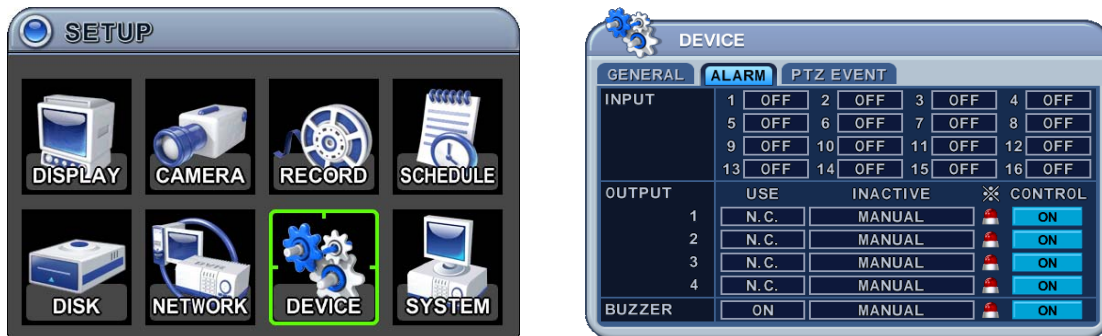 SETUP
DISPLAY CAMERA RECORD SCHEDULE
DISK NETWORK DEVICE SYSTEM
DEVICE
GENERAL ALARM PTZ EVENT
INPUT 1 OFF 2 OFF 3 OFF 4 OFF
5 OFF 6 OFF 7 OFF 8 OFF
9 OFF 10 OFF 11 OFF 12 OFF
13 OFF 14 OFF 15 OFF 16 OFF
OUTPUT USE INACTIVE ※ CONTROL
1 N.C. MANUAL ON
2 N.C. MANUAL ON
3 N.C. MANUAL ON
4 N.C. MANUAL ON
BUZZER ON MANUAL ON